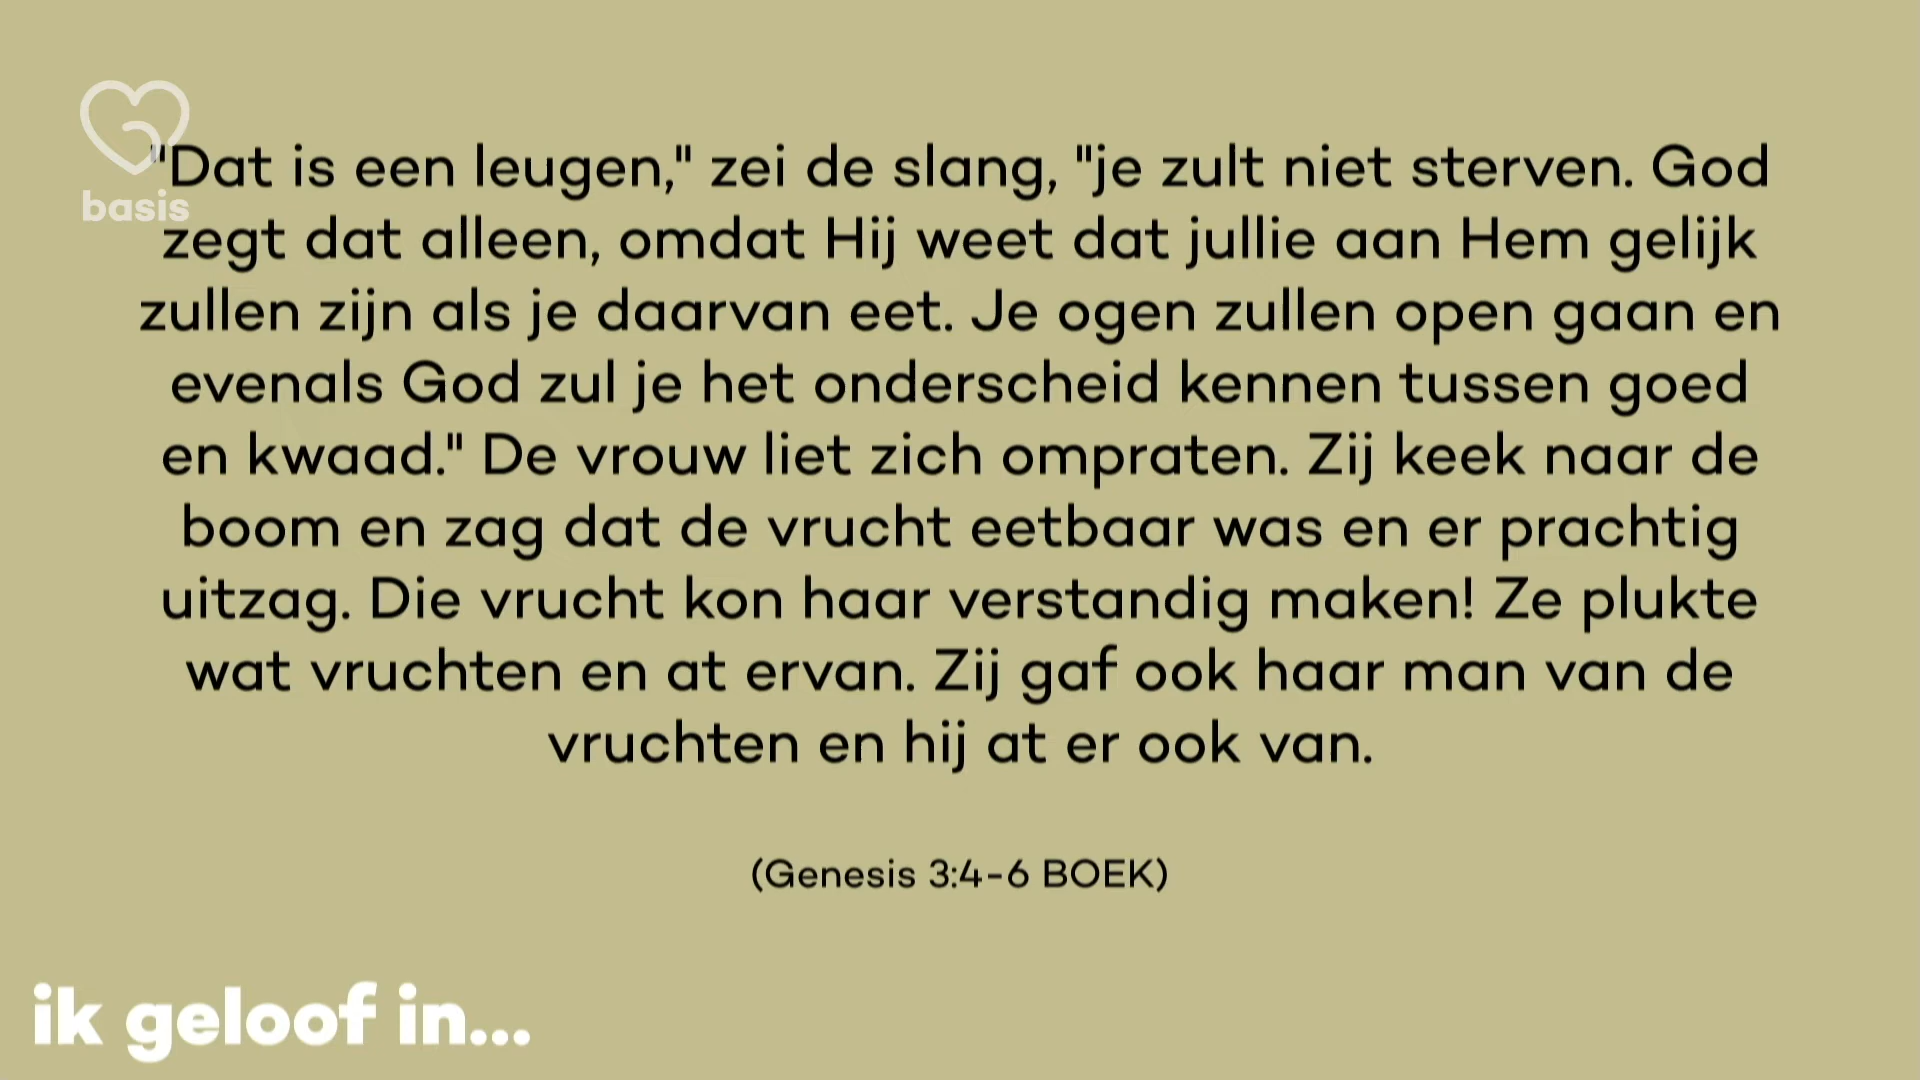 basis
"Dat is een leugen," zei de slang, "je zult niet sterven. God
zegt dat alleen, omdat Hij weet dat jullie aan Hem gelijk
zullen zijn als je daarvan eet. Je ogen zullen open gaan en
evenals God zul je het onderscheid kennen tussen goed
en kwaad." De vrouw liet zich ompraten. Zij keek naar de
boom en zag dat de vrucht eetbaar was en er prachtig
uitzag. Die vrucht kon haar verstandig maken! Ze plukte
wat vruchten en at ervan. Zij gaf ook haar man van de
vruchten en hij at er ook van.
(Genesis 3:4-6 BOEK)
ik geloof in...